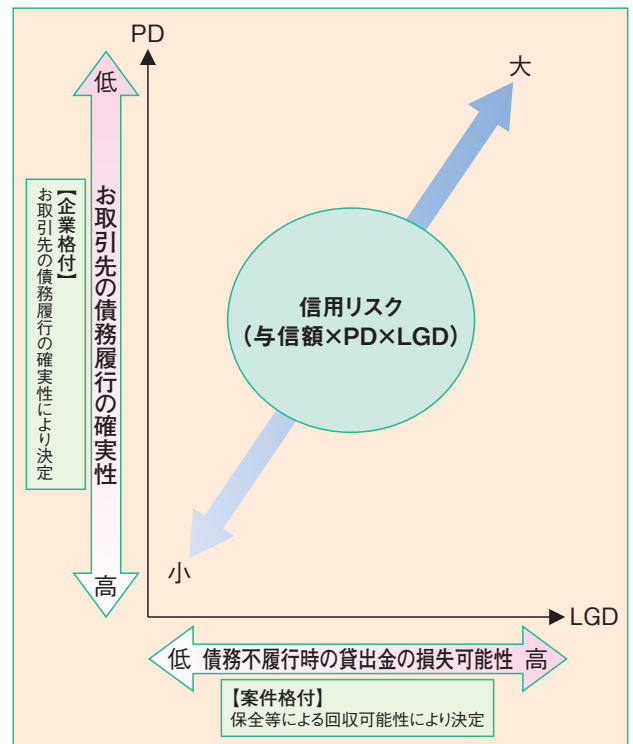 PD
低
お取引先の債務履行の確実性
高
【企業格付】
お取引先の債務履行の確実性により決定
大
信用リスク
（与信額×PD×LGD）
小
LGD
低 債務不履行時の貸出金の損失可能性 高
【案件格付】
保全等による回収可能性により決定